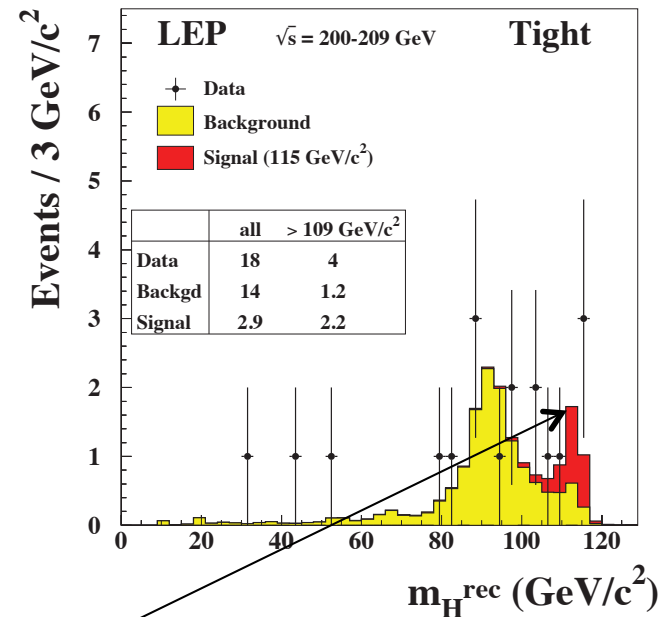 LEP √s = 200-209 GeV Tight
Data
Background
Signal (115 GeV/c²)
all > 109 GeV/c²
Data 18 4
Backgd 14 1.2
Signal 2.9 2.2
Events / 3 GeV/c²
7
6
5
4
3
2
1
0
0 20 40 60 80 100 120
m_H^rec (GeV/c²)